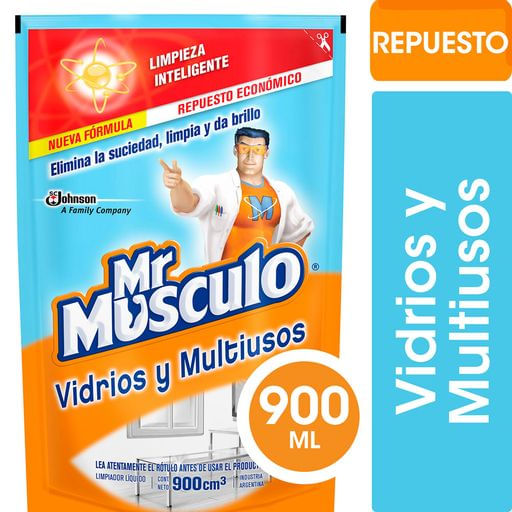 LIMPIEZA
INTELIGENTE
REPUESTO ECONÓMICO
NUEVA FÓRMULA
Elimina la suciedad, limpia y da brillo
SC
Johnson
A Family Company
M
Mr
Músculo
®
Vidrios y Multiusos
LEA ATENTAMENTE EL RÓTULO ANTES DE USAR EL PRODUCTO
LIMPIADOR LÍQUIDO
CONT.
NETO
900cm³
INDUSTRIA
ARGENTINA
900
ML
REPUESTO
Vidrios y
Multiusos